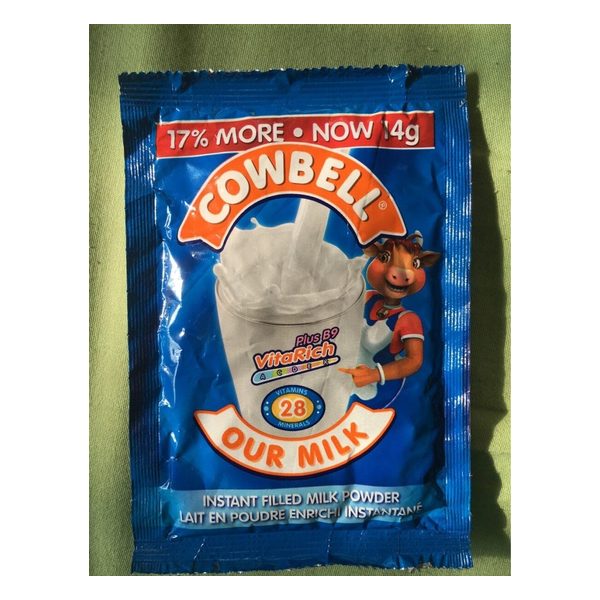 17% MORE • NOW 14g
COWBELL®
Plus B9
VitaRich
A C D E K
VITAMINS
28
MINERALS
OUR MILK
INSTANT FILLED MILK POWDER
LAIT EN POUDRE ENRICHI INSTANTANÉ